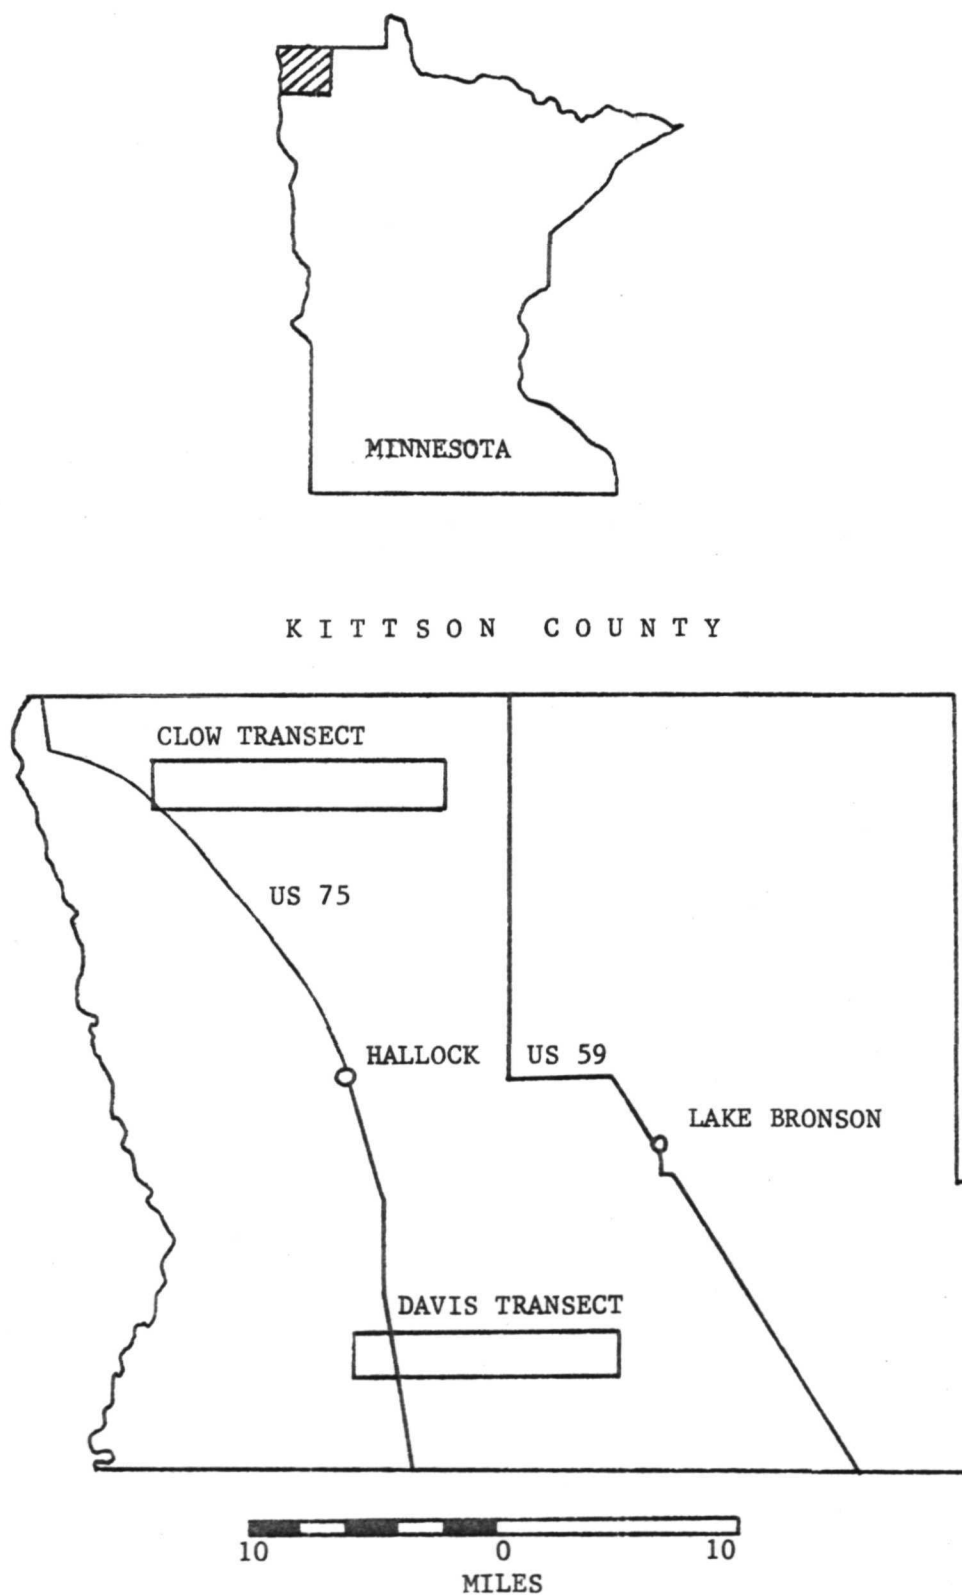 MINNESOTA
KITTSON COUNTY
CLOW TRANSECT
US 75
HALLOCK
US 59
LAKE BRONSON
DAVIS TRANSECT
10 0 10
MILES